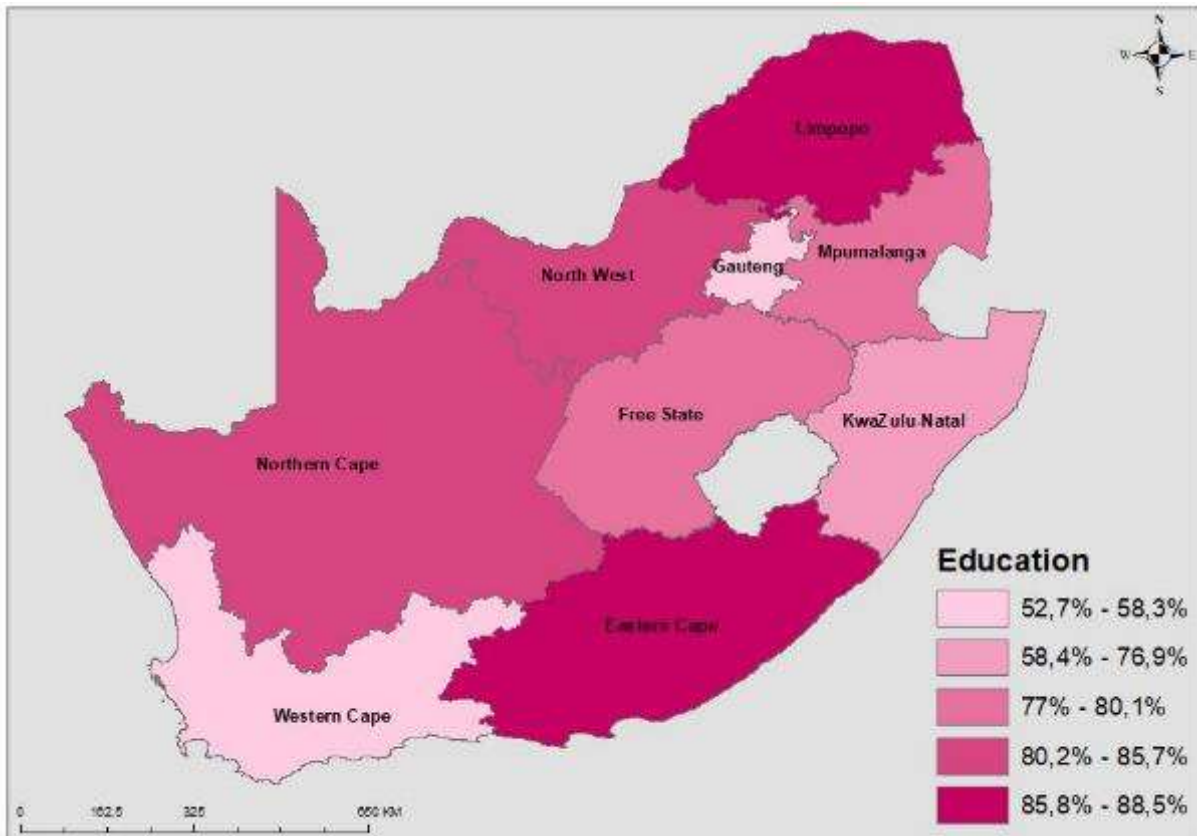 N
W E
S
Limpopo
Mpumalanga
Gauteng
North West
Free State
KwaZulu-Natal
Northern Cape
Eastern Cape
Western Cape
Education
52,7% - 58,3%
58,4% - 76,9%
77% - 80,1%
80,2% - 85,7%
85,8% - 88,5%
0 162,5 325 650 KM